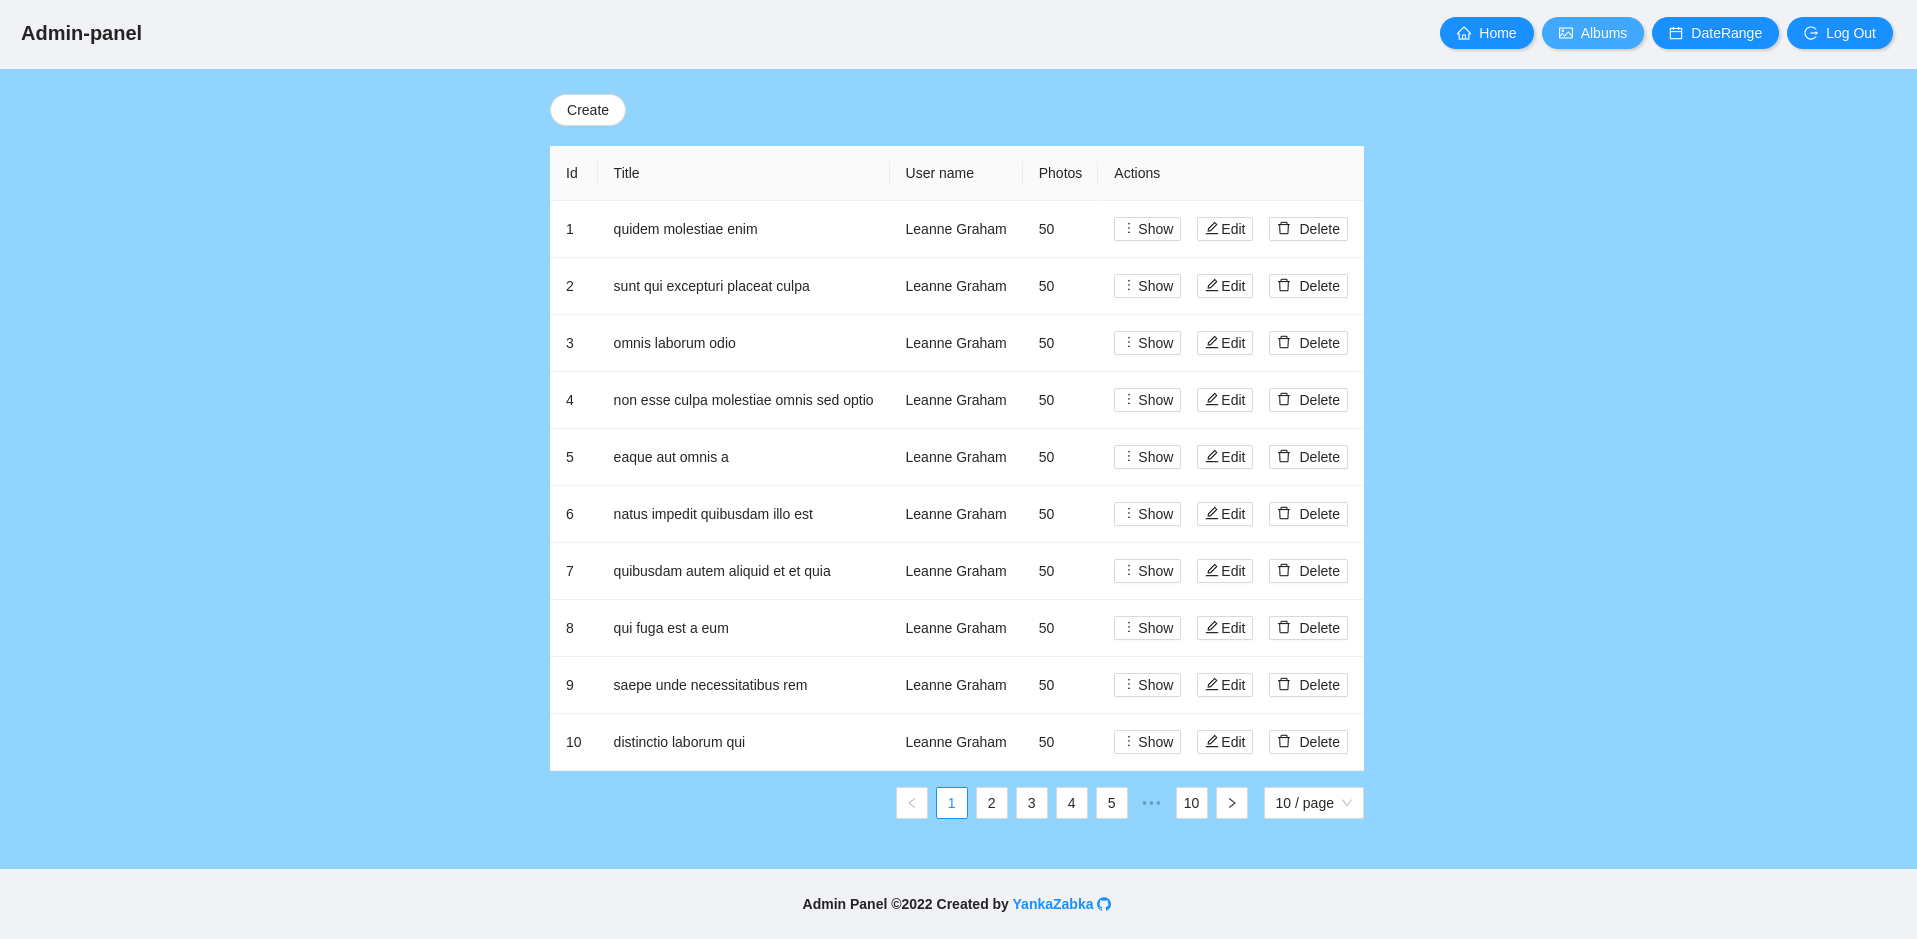 Admin-panel Home Albums DateRange Log Out
Create
Id Title User name Photos Actions
1 quidem molestiae enim Leanne Graham 50 Show Edit Delete
2 sunt qui excepturi placeat culpa Leanne Graham 50 Show Edit Delete
3 omnis laborum odio Leanne Graham 50 Show Edit Delete
4 non esse culpa molestiae omnis sed optio Leanne Graham 50 Show Edit Delete
5 eaque aut omnis a Leanne Graham 50 Show Edit Delete
6 natus impedit quibusdam illo est Leanne Graham 50 Show Edit Delete
7 quibusdam autem aliquid et et quia Leanne Graham 50 Show Edit Delete
8 qui fuga est a eum Leanne Graham 50 Show Edit Delete
9 saepe unde necessitatibus rem Leanne Graham 50 Show Edit Delete
10 distinctio laborum qui Leanne Graham 50 Show Edit Delete
1 2 3 4 5 ••• 10 10 / page
Admin Panel ©2022 Created by YankaZabka